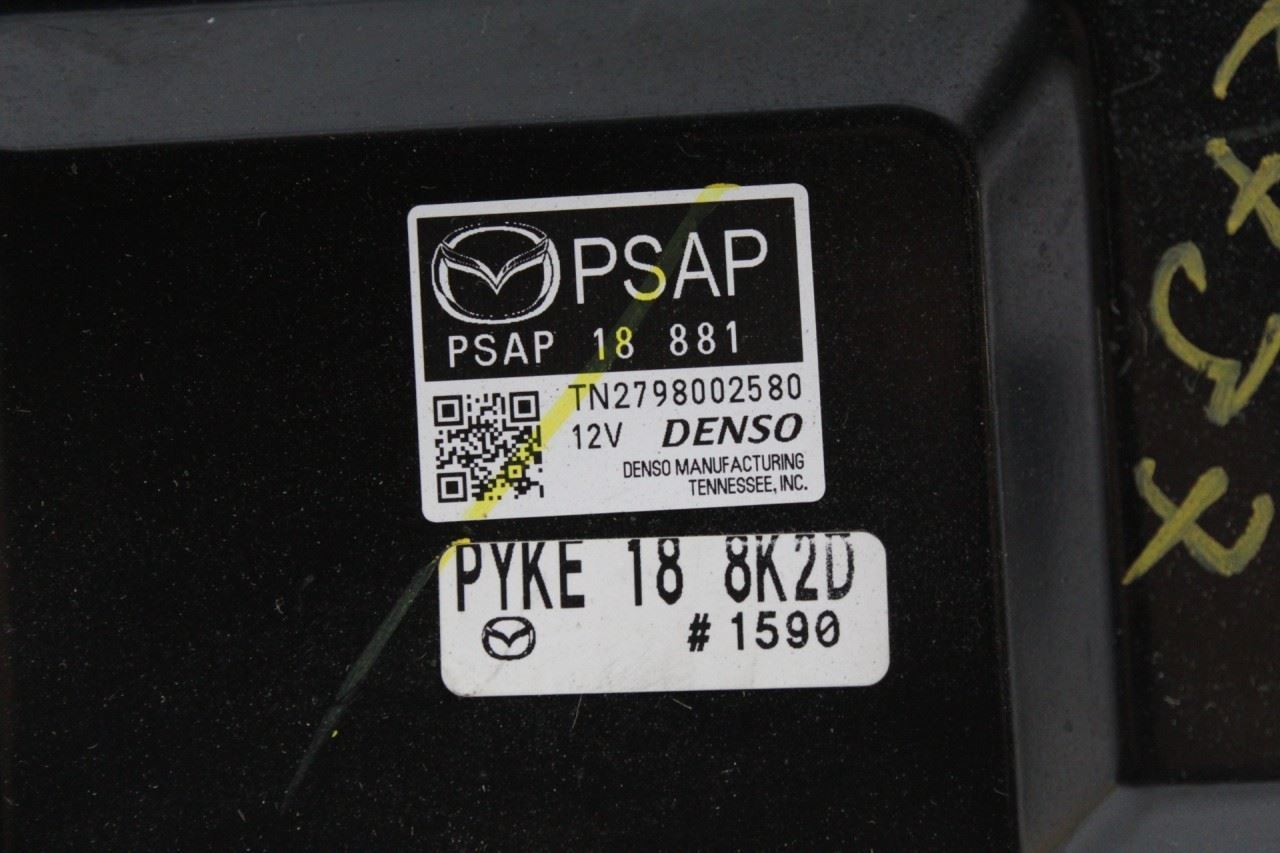 PSAP
PSAP 18 881
TN2798002580
12V DENSO
DENSO MANUFACTURING
TENNESSEE, INC.
PYKE 18 8K2D
#1590